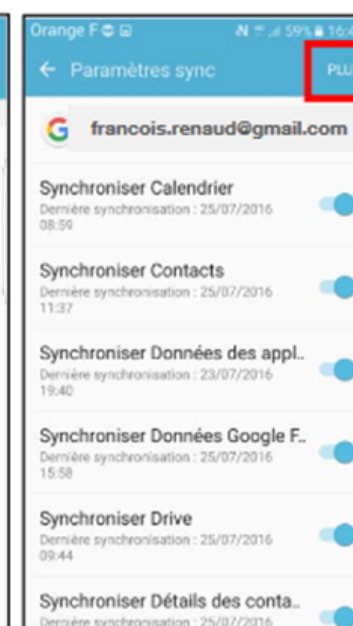 Orange F 59% 16:4
Paramètres sync PLUS
G francois.renaud@gmail.com
Synchroniser Calendrier
Dernière synchronisation : 25/07/2016
08:59
Synchroniser Contacts
Dernière synchronisation : 25/07/2016
11:37
Synchroniser Données des appl..
Dernière synchronisation : 23/07/2016
19:40
Synchroniser Données Google F..
Dernière synchronisation : 25/07/2016
15:58
Synchroniser Drive
Dernière synchronisation : 25/07/2016
09:44
Synchroniser Détails des conta..
Dernière synchronisation : 25/07/2016